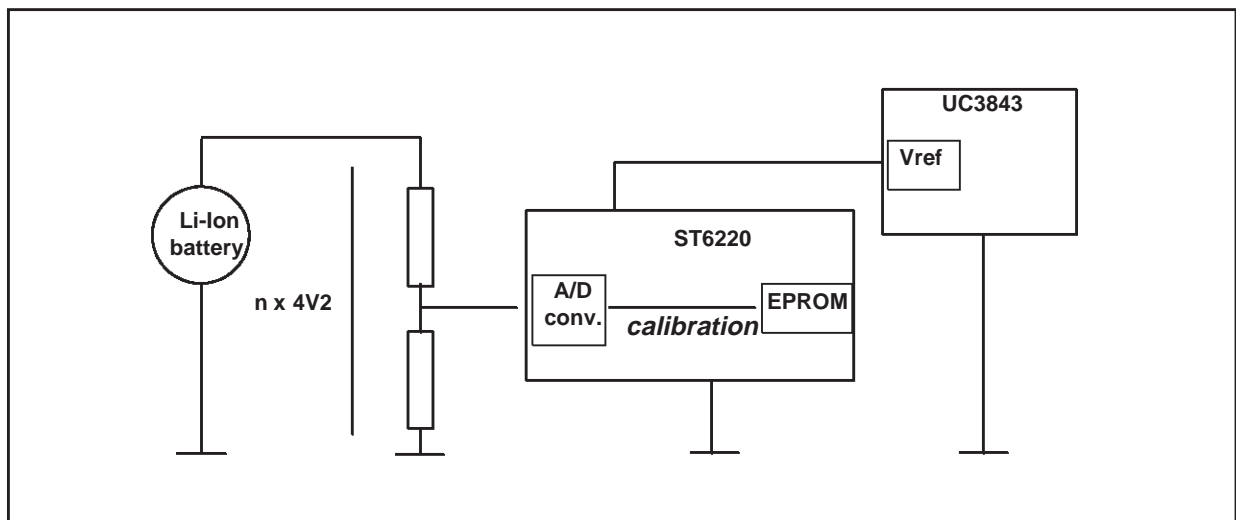 UC3843
Vref
Li-Ion
battery
ST6220
n x 4V2
A/D
conv.
EPROM
calibration